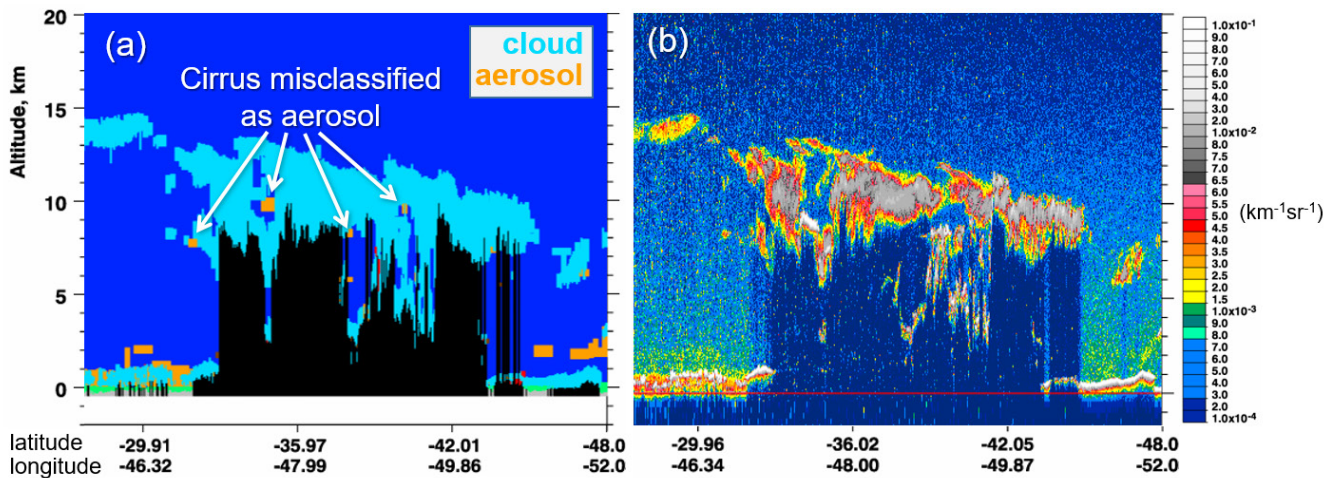 (a)
cloud
aerosol
Cirrus misclassified
as aerosol
Altitude, km
20
15
10
5
0
latitude
longitude
-29.91 -35.97 -42.01 -48.0
-46.32 -47.99 -49.86 -52.0
(b)
-29.96 -36.02 -42.05 -48.0
-46.34 -48.00 -49.87 -52.0
1.0x10⁻¹
9.0
8.0
7.0
6.0
5.0
4.0
3.0
2.0
1.0x10⁻²
7.5
7.0
6.5
6.0
5.5
5.0
4.5
4.0
3.5
3.0
2.5
2.0
1.5
1.0x10⁻³
9.0
8.0
7.0
6.0
5.0
4.0
3.0
2.0
1.0x10⁻⁴
(km⁻¹sr⁻¹)